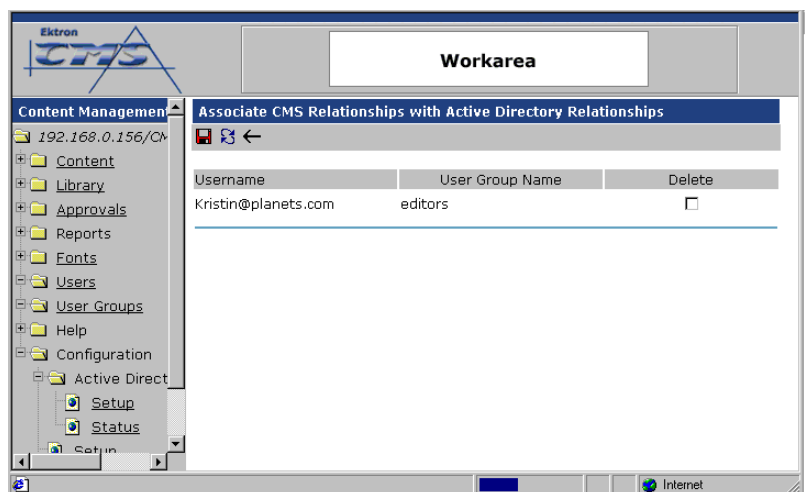 Ektron
CMS
Workarea
Content Management
192.168.0.156/CM
Content
Library
Approvals
Reports
Fonts
Users
User Groups
Help
Configuration
Active Direct
Setup
Status
Setup
Associate CMS Relationships with Active Directory Relationships
Username User Group Name Delete
Kristin@planets.com editors
Internet